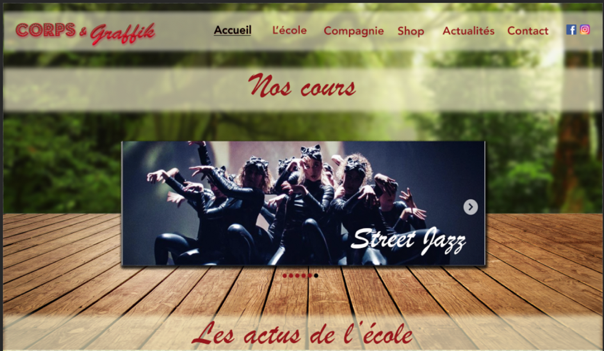 CORPS & Graffik
Accueil L'école Compagnie Shop Actualités Contact
Nos cours
Street Jazz
Les actus de l'école